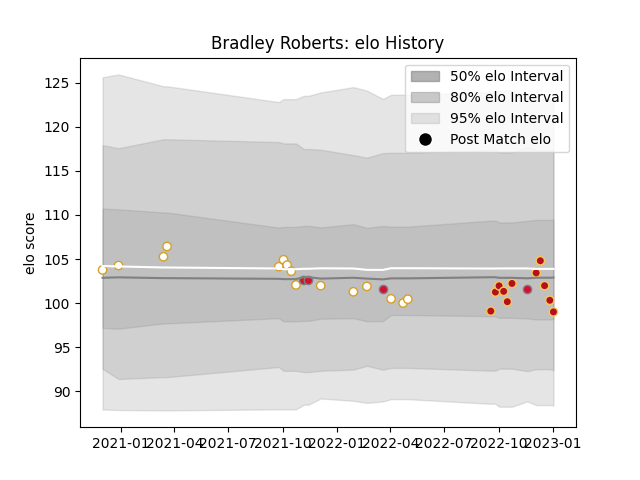 Bradley Roberts: elo History
50% elo Interval
80% elo Interval
95% elo Interval
Post Match elo
elo score
125
120
115
110
105
100
95
90
2021-01 2021-04 2021-07 2021-10 2022-01 2022-04 2022-07 2022-10 2023-01